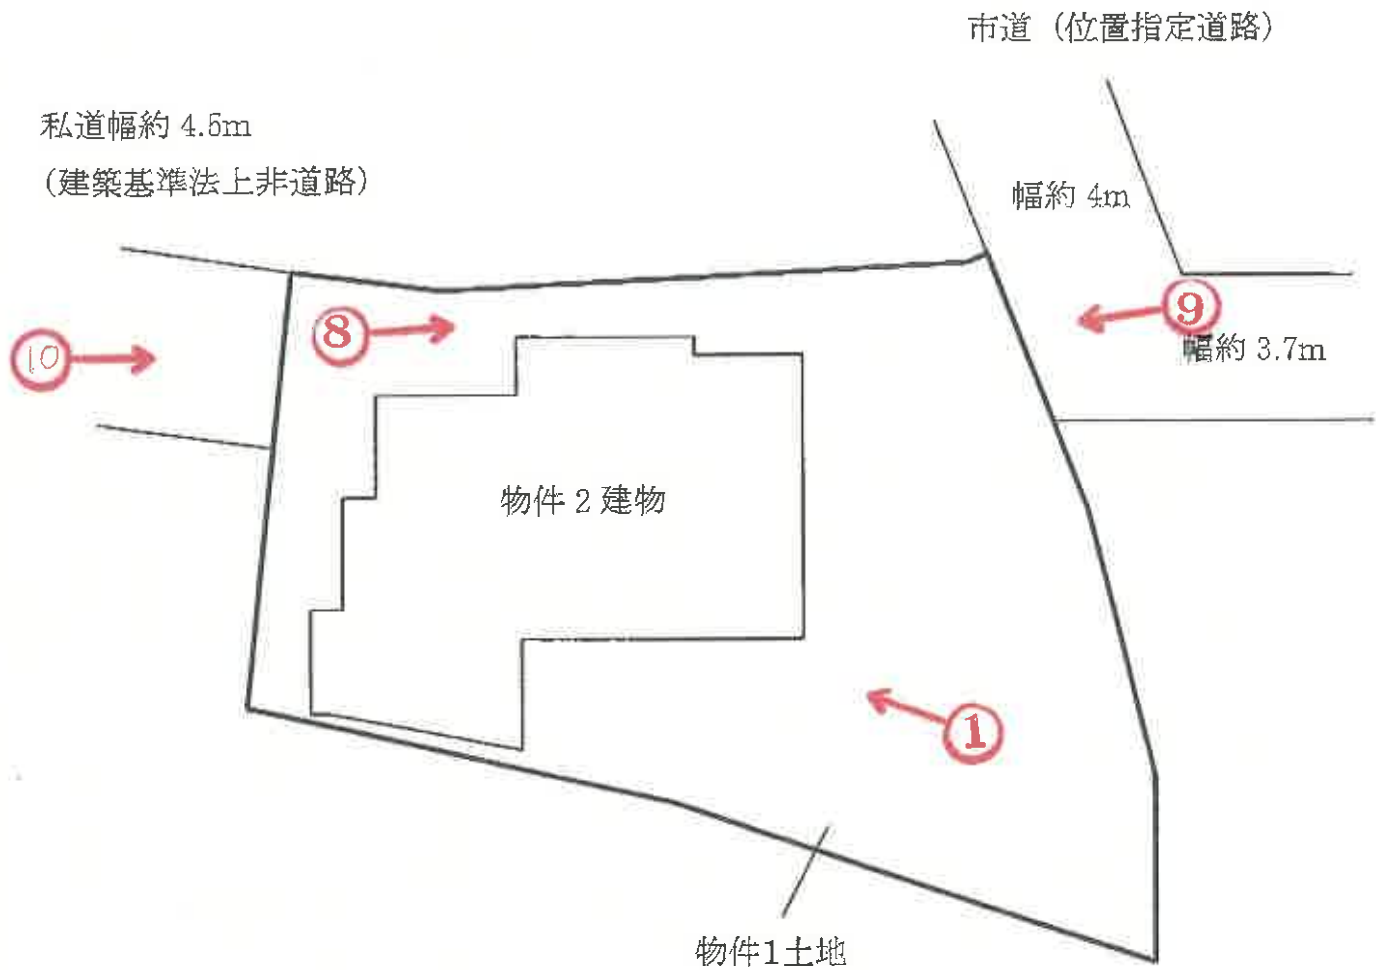 市道（位置指定道路）
私道幅約 4.5m
（建築基準法上非道路）
幅約 4m
⑧
⑨
⑩
幅約 3.7m
物件 2 建物
①
物件1土地